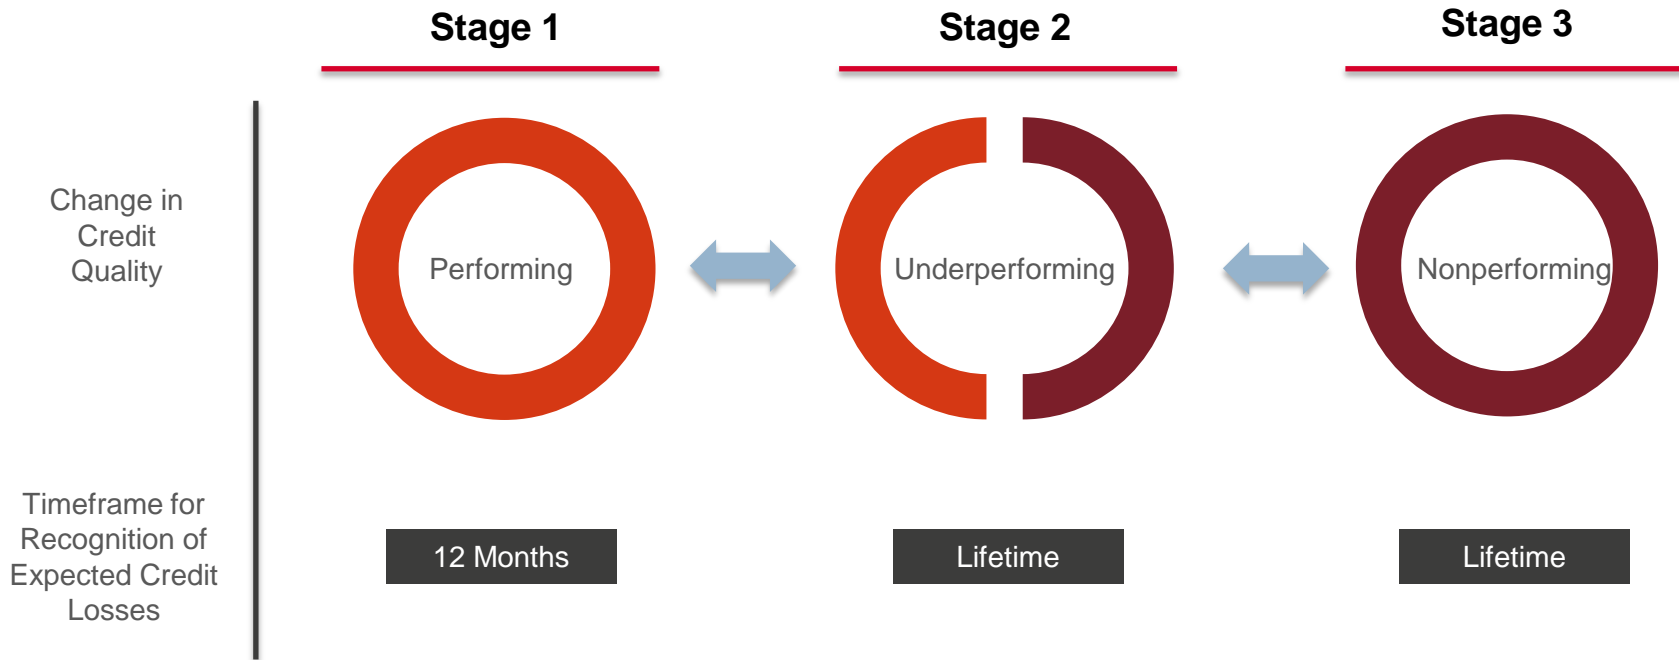 Stage 1
Stage 2
Stage 3
Change in
Credit
Quality
Performing
Underperforming
Nonperforming
Timeframe for
Recognition of
Expected Credit
Losses
12 Months
Lifetime
Lifetime